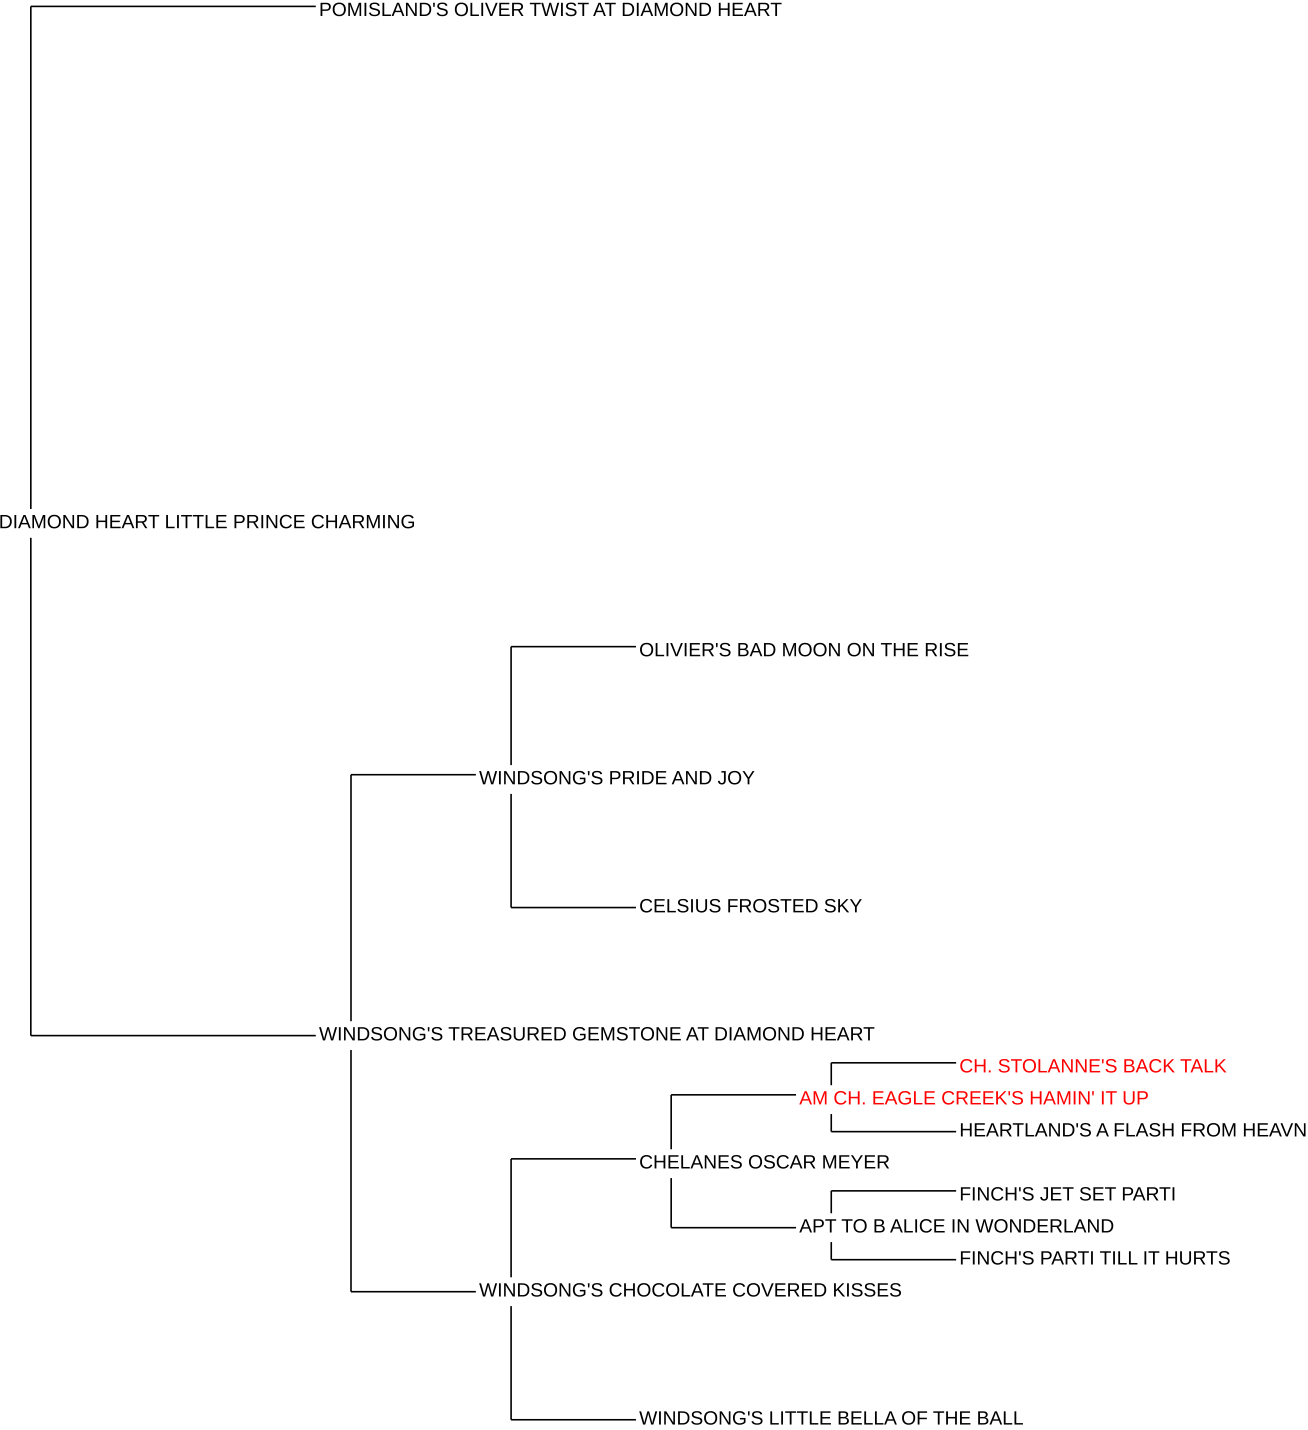 POMISLAND'S OLIVER TWIST AT DIAMOND HEART
DIAMOND HEART LITTLE PRINCE CHARMING
OLIVIER'S BAD MOON ON THE RISE
WINDSONG'S PRIDE AND JOY
CELSIUS FROSTED SKY
WINDSONG'S TREASURED GEMSTONE AT DIAMOND HEART
CH. STOLANNE'S BACK TALK
AM CH. EAGLE CREEK'S HAMIN' IT UP
HEARTLAND'S A FLASH FROM HEAVN
CHELANES OSCAR MEYER
FINCH'S JET SET PARTI
APT TO B ALICE IN WONDERLAND
FINCH'S PARTI TILL IT HURTS
WINDSONG'S CHOCOLATE COVERED KISSES
WINDSONG'S LITTLE BELLA OF THE BALL